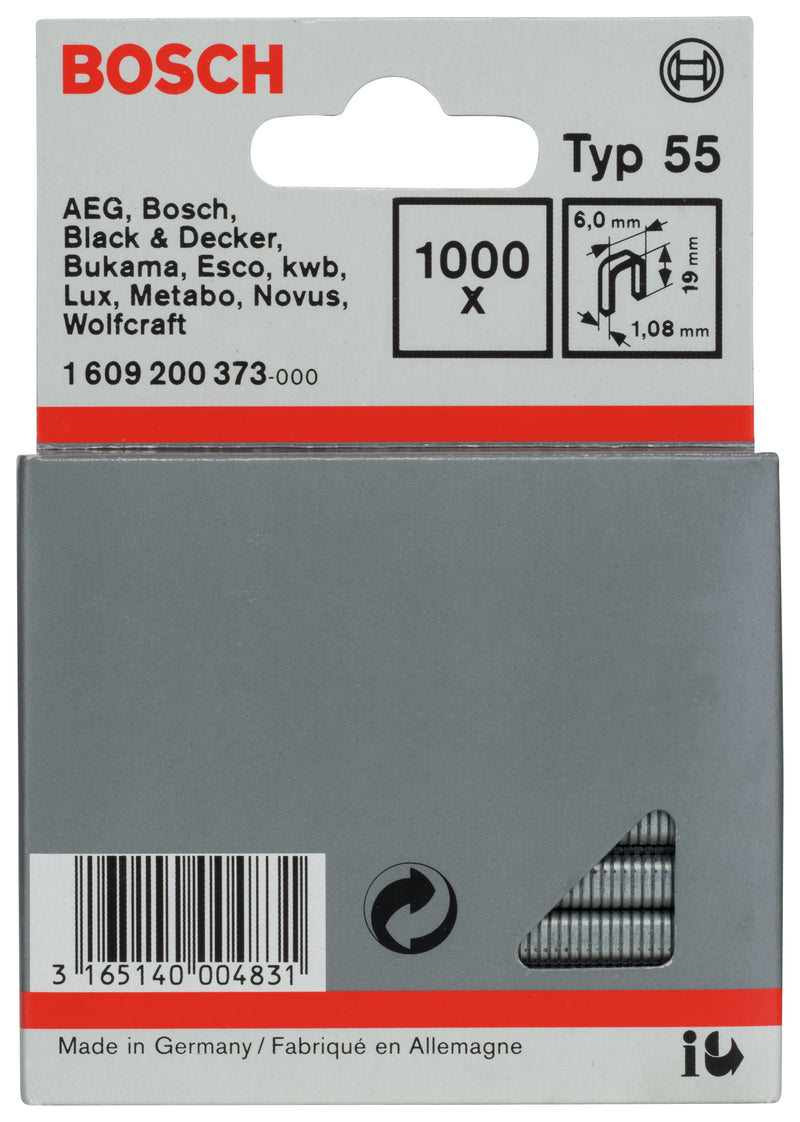 BOSCH
Typ 55
AEG, Bosch,
Black & Decker,
Bukama, Esco, kwb,
Lux, Metabo, Novus,
Wolfcraft
1 609 200 373-000
1000
x
6,0 mm
19 mm
1,08 mm
3 165140 004831
Made in Germany / Fabriqué en Allemagne